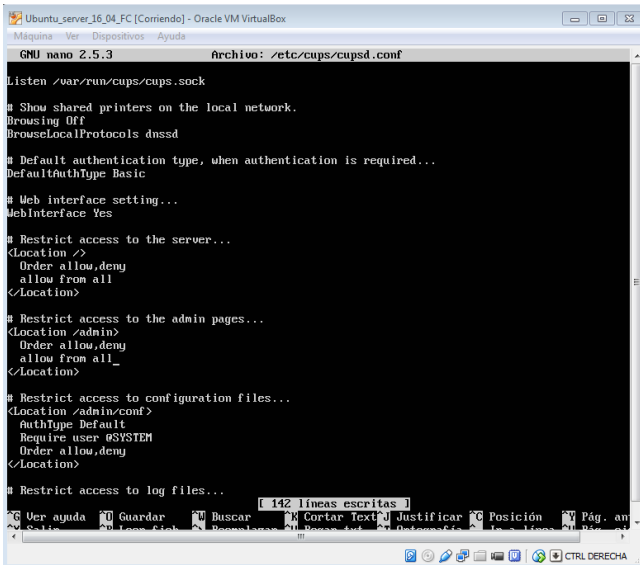 Ubuntu_server_16_04_FC [Corriendo] - Oracle VM VirtualBox
Máquina Ver Dispositivos Ayuda
GNU nano 2.5.3 Archivo: /etc/cups/cupsd.conf
Listen /var/run/cups/cups.sock
# Show shared printers on the local network.
Browsing Off
BrowseLocalProtocols dnssd
# Default authentication type, when authentication is required...
DefaultAuthType Basic
# Web interface setting...
WebInterface Yes
# Restrict access to the server...
<Location />
Order allow,deny
allow from all
</Location>
# Restrict access to the admin pages...
<Location /admin>
Order allow,deny
allow from all_
</Location>
# Restrict access to configuration files...
<Location /admin/conf>
AuthType Default
Require user @SYSTEM
Order allow,deny
</Location>
# Restrict access to log files...
[ 142 líneas escritas ]
^G Ver ayuda ^O Guardar ^W Buscar ^K Cortar Text ^J Justificar ^C Posición ^Y Pág. an
CTRL DERECHA